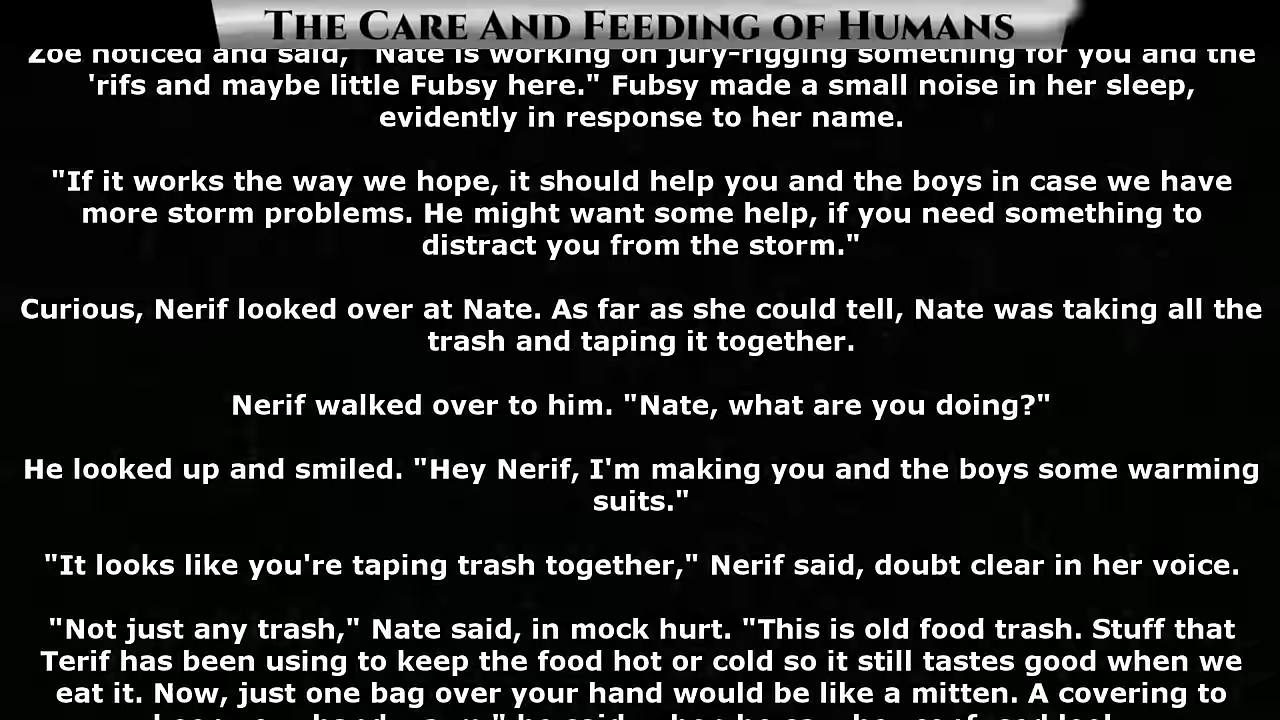 The Care And Feeding of Humans
Zoe noticed and said, "Nate is working on jury-rigging something for you and the
'rifs and maybe little Fubsy here." Fubsy made a small noise in her sleep,
evidently in response to her name.
"If it works the way we hope, it should help you and the boys in case we have
more storm problems. He might want some help, if you need something to
distract you from the storm."
Curious, Nerif looked over at Nate. As far as she could tell, Nate was taking all the
trash and taping it together.
Nerif walked over to him. "Nate, what are you doing?"
He looked up and smiled. "Hey Nerif, I'm making you and the boys some warming
suits."
"It looks like you're taping trash together," Nerif said, doubt clear in her voice.
"Not just any trash," Nate said, in mock hurt. "This is old food trash. Stuff that
Terif has been using to keep the food hot or cold so it still tastes good when we
eat it. Now, just one bag over your hand would be like a mitten. A covering to